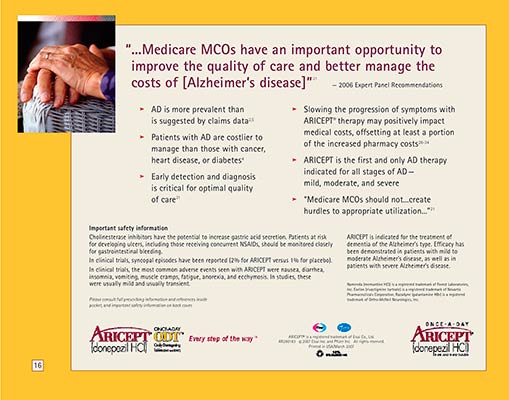 "...Medicare MCOs have an important opportunity to
improve the quality of care and better manage the
costs of [Alzheimer's disease]"21 — 2006 Expert Panel Recommendations
➤ AD is more prevalent than
is suggested by claims data
➤ Patients with AD are costlier to
manage than those with cancer,
heart disease, or diabetes
➤ Early detection and diagnosis
is critical for optimal quality
of care21
➤ Slowing the progression of symptoms with
ARICEPT® therapy may positively impact
medical costs, offsetting at least a portion
of the increased pharmacy costs
➤ ARICEPT is the first and only AD therapy
indicated for all stages of AD—
mild, moderate, and severe
➤ "Medicare MCOs should not...create
hurdles to appropriate utilization..."21
Important safety information
Cholinesterase inhibitors have the potential to increase gastric acid secretion. Patients at risk
for developing ulcers, including those receiving concurrent NSAIDs, should be monitored closely
for gastrointestinal bleeding.
In clinical trials, syncopal episodes have been reported (2% for ARICEPT versus 1% for placebo).
In clinical trials, the most common adverse events seen with ARICEPT were nausea, diarrhea,
insomnia, vomiting, muscle cramps, fatigue, anorexia, and ecchymosis. In studies, these
were usually mild and usually transient.
Please consult full prescribing information and references inside
pocket, and important safety information on back cover.
ARICEPT is indicated for the treatment of
dementia of the Alzheimer's type. Efficacy has
been demonstrated in patients with mild to
moderate Alzheimer's disease, as well as in
patients with severe Alzheimer's disease.
Namenda (memantine HCl) is a registered trademark of Forest Laboratories,
Inc. Exelon (rivastigmine tartrate) is a registered trademark of Novartis
Pharmaceuticals Corporation. Razadyne (galantamine HBr) is a registered
trademark of Ortho-McNeil Neurologics, Inc.
ARICEPT
(donepezil HCl)
ONCE-A-DAY
ODT
Every step of the way™
ARICEPT® is a registered trademark of Eisai Co., Ltd.
© 2007 Eisai Inc. and Pfizer Inc. All rights reserved.
Printed in USA/March 2007
ONCE-A-DAY
ARICEPT
(donepezil HCl)
16